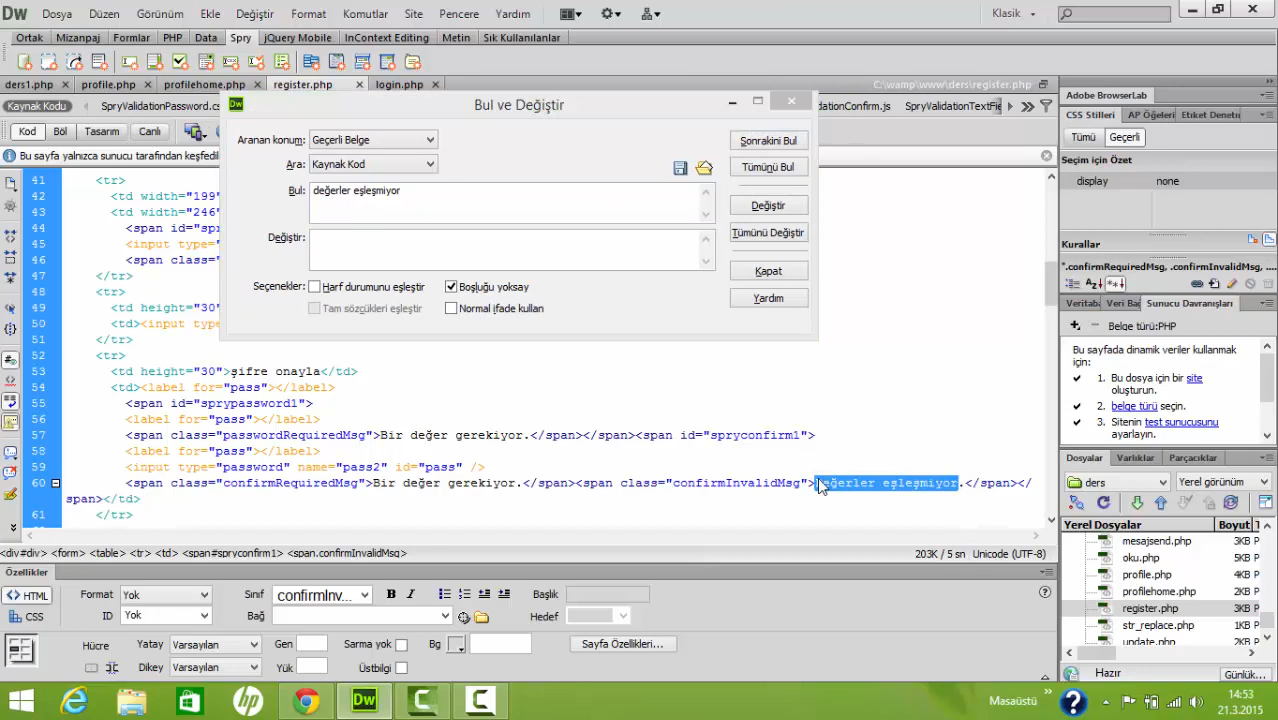 Dw Dosya Düzen Görünüm Ekle Değiştir Format Komutlar Site Pencere Yardım Klasik
Ortak Mizanpaj Formlar PHP Data Spry jQuery Mobile InContext Editing Metin Sık Kullanılanlar
ders1.php profile.php profilehome.php register.php login.php C:\wamp\www\ders\register.php
Kaynak Kodu SpryValidationPassword.cs SpryValidationTextFie
Kod Böl Tasarım Canlı
Bu sayfa yalnızca sunucu tarafından keşfedil
Dw Bul ve Değiştir
Aranan konum: Geçerli Belge Sonrakini Bul
Ara: Kaynak Kod Tümünü Bul
Bul: değerler eşleşmiyor Değiştir
Değiştir: Tümünü Değiştir
Kapat
Seçenekler: Harf durumunu eşleştir Boşluğu yoksay
Tam sözcükleri eşleştir Normal ifade kullan Yardım
41 <tr>
42 <td width="199"
43 <td width="246"
44 <span id="spr
45 <input type="
46 <span class="
47 </tr>
48 <tr>
49 <td height="30"
50 <td><input type
51 </tr>
52 <tr>
53 <td height="30">şifre onayla</td>
54 <td><label for="pass"></label>
55 <span id="sprypassword1">
56 <label for="pass"></label>
57 <span class="passwordRequiredMsg">Bir değer gerekiyor.</span></span><span id="spryconfirm1">
58 <label for="pass"></label>
59 <input type="password" name="pass2" id="pass" />
60 <span class="confirmRequiredMsg">Bir değer gerekiyor.</span><span class="confirmInvalidMsg">Değerler eşleşmiyor.</span></
span></td>
61 </tr>
<div#div> <form> <table> <tr> <td> <span#spryconfirm1> <span.confirmInvalidMsg> 203K / 5 sn Unicode (UTF-8)
Özellikler
HTML Format Yok Sınıf confirmInv... B I Başlık
CSS ID Yok Bağ Hedef
Hücre Yatay Varsayılan Gen Sarma yok Bg Sayfa Özellikleri...
Dikey Varsayılan Yük Üstbilgi
Adobe BrowserLab
CSS Stilleri AP Öğeleri Etiket Denetı
Tümü Geçerli
Seçim için Özet
display none
Kurallar
".confirmRequiredMsg, .confirmInvalidMsg, .
Veritaba Veri Bağ Sunucu Davranışları
Belge türü:PHP
Bu sayfada dinamik veriler kullanmak
için:
1. Bu dosya için bir site
oluşturun.
2. belge türü seçin.
3. Sitenin test sunucusunu
ayarlayın.
Dosyalar Varlıklar Parçacıklar
ders Yerel görünüm
Yerel Dosyalar Boyut T
mesajsend.php 3KB P
oku.php 5KB P
profile.php 4KB P
profilehome.php 4KB P
register.php 3KB P
str_replace.php 1KB P
update.php 2KB P
Hazır Günlük...
Masaüstü 14:53
21.3.2015